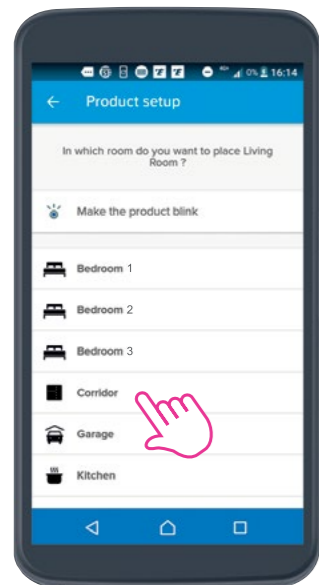 0% 16:14
Product setup
In which room do you want to place Living
Room ?
Make the product blink
Bedroom 1
Bedroom 2
Bedroom 3
Corridor
Garage
Kitchen